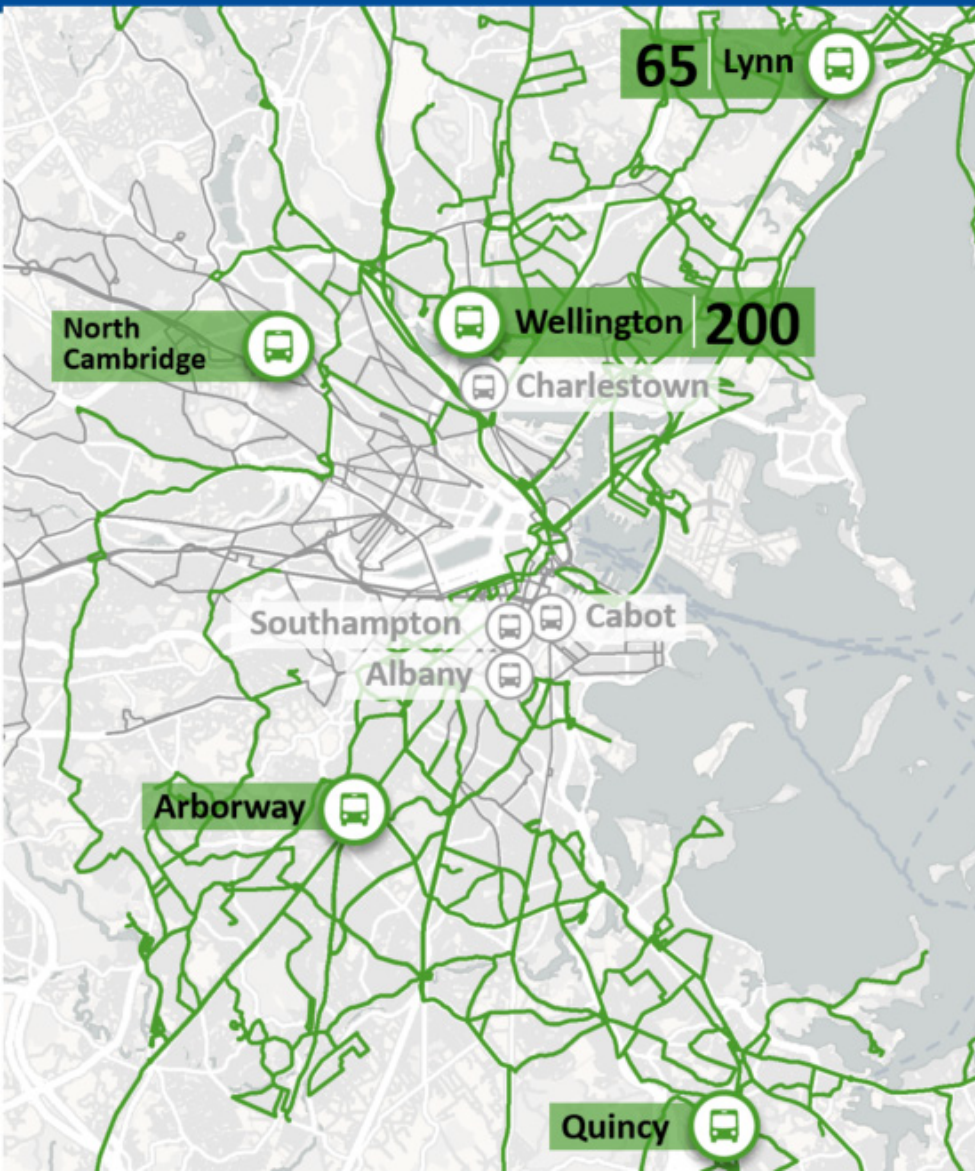 65 Lynn
Wellington 200
North
Cambridge
Charlestown
Southampton
Cabot
Albany
Arborway
Quincy